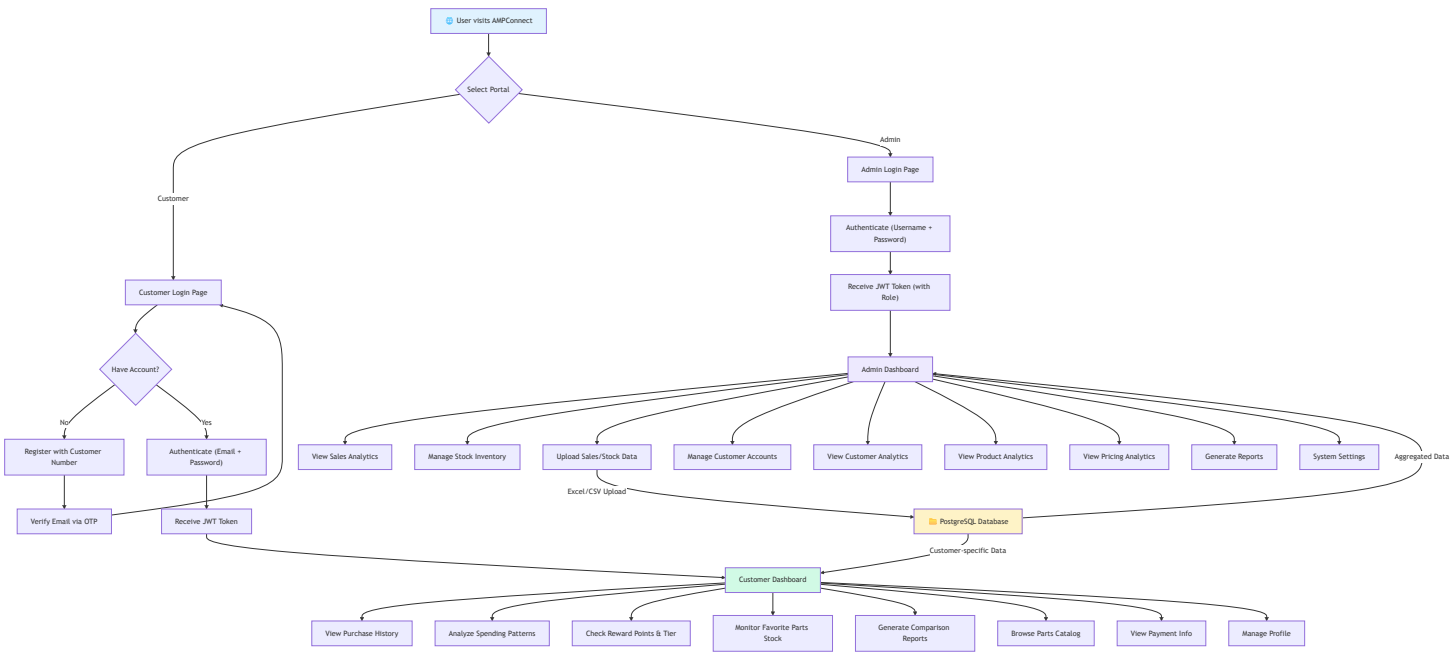 🌐 User visits AMPConnect
Select Portal
Admin
Admin Login Page
Customer
Authenticate (Username +
Password)
Receive JWT Token (with
Role)
Customer Login Page
Have Account?
Admin Dashboard
No
Yes
Register with Customer
Number
Authenticate (Email +
Password)
View Sales Analytics
Manage Stock Inventory
Upload Sales/Stock Data
Manage Customer Accounts
View Customer Analytics
View Product Analytics
View Pricing Analytics
Generate Reports
System Settings
Aggregated Data
Excel/CSV Upload
Verify Email via OTP
Receive JWT Token
📁 PostgreSQL Database
Customer-specific Data
Customer Dashboard
View Purchase History
Analyze Spending Patterns
Check Reward Points & Tier
Monitor Favorite Parts
Stock
Generate Comparison
Reports
Browse Parts Catalog
View Payment Info
Manage Profile